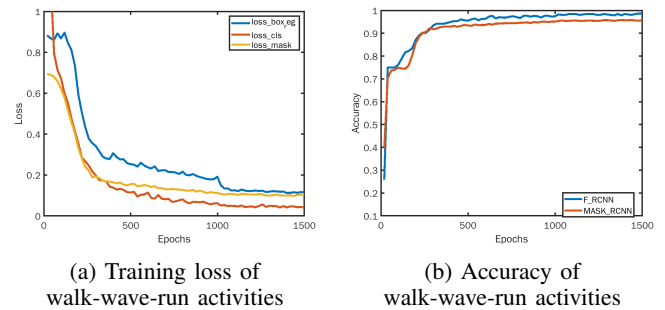 1
0.8
0.6
0.4
0.2
0
0
500
1000
1500
Loss
Epochs
loss_box_reg
loss_cls
loss_mask
1
0.9
0.8
0.7
0.6
0.5
0.4
0.3
0.2
0.1
0
500
1000
1500
Accuracy
Epochs
F_RCNN
MASK_RCNN
(a) Training loss of
walk-wave-run activities
(b) Accuracy of
walk-wave-run activities